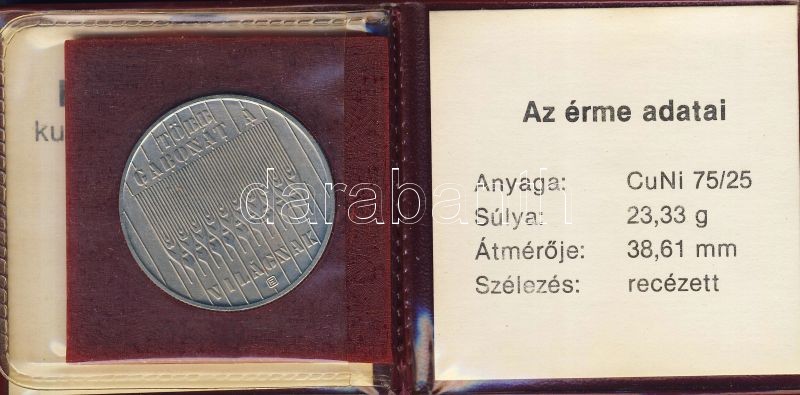 ku
TÖBB
GABONÁT A
VILÁGNAK
darabanth
Az érme adatai
Anyaga: CuNi 75/25
Súlya: 23,33 g
Átmérője: 38,61 mm
Szélezés: recézett